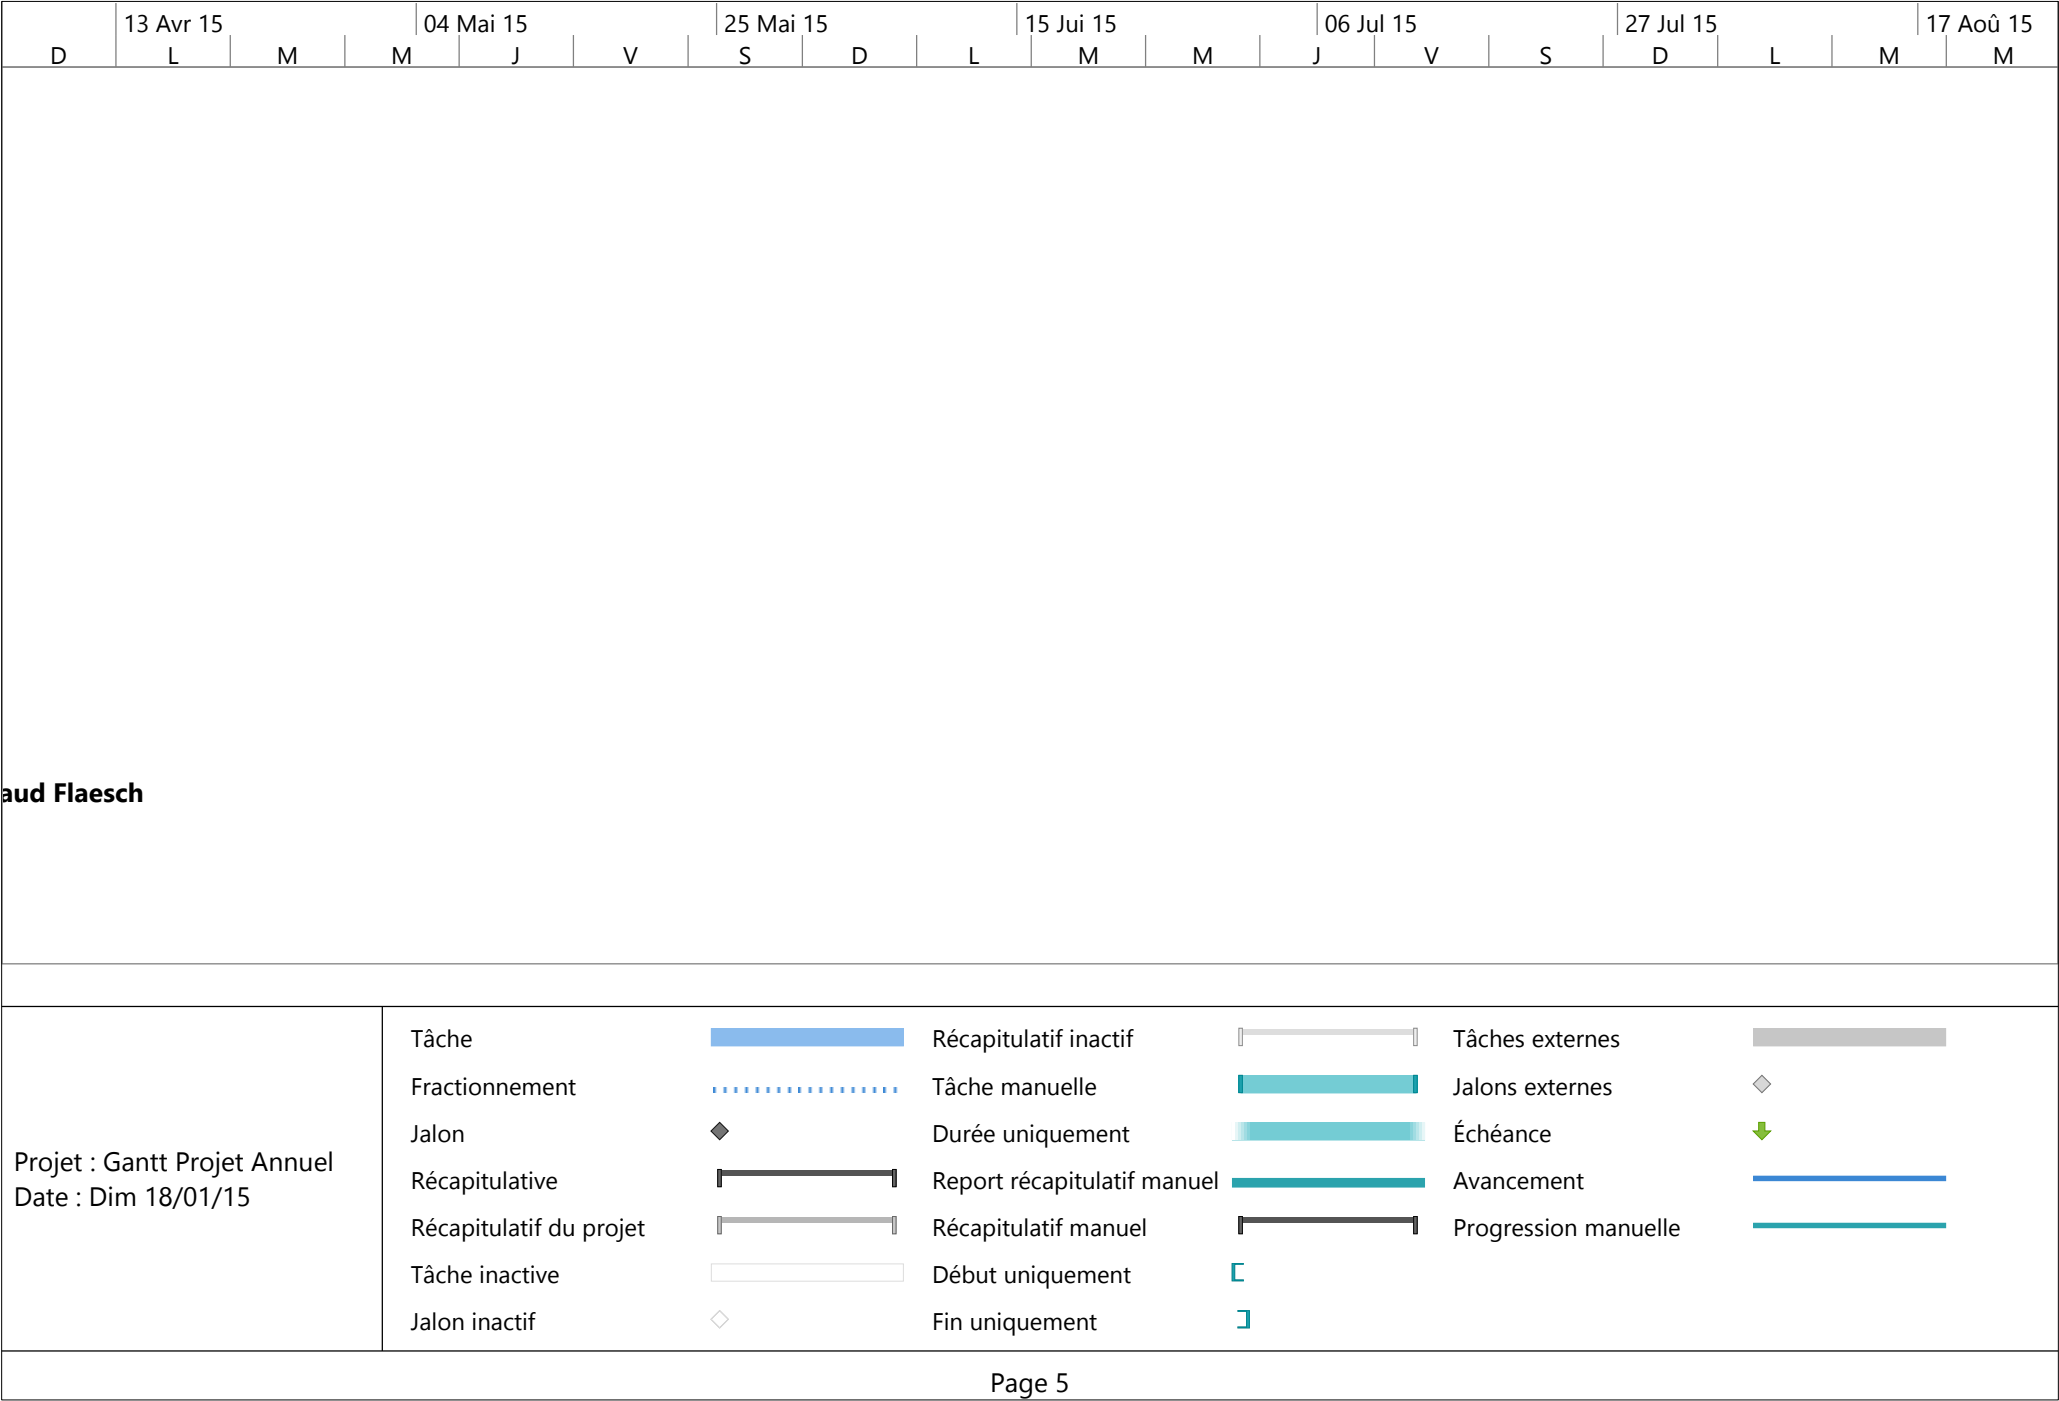 13 Avr 15 04 Mai 15 25 Mai 15 15 Jui 15 06 Jul 15 27 Jul 15 17 Aoû 15
D L M M J V S D L M M J V S D L M M
aud Flaesch
Projet : Gantt Projet Annuel
Date : Dim 18/01/15
Tâche
Fractionnement
Jalon
Récapitulative
Récapitulatif du projet
Tâche inactive
Jalon inactif
Récapitulatif inactif
Tâche manuelle
Durée uniquement
Report récapitulatif manuel
Récapitulatif manuel
Début uniquement
Fin uniquement
Tâches externes
Jalons externes
Échéance
Avancement
Progression manuelle
Page 5